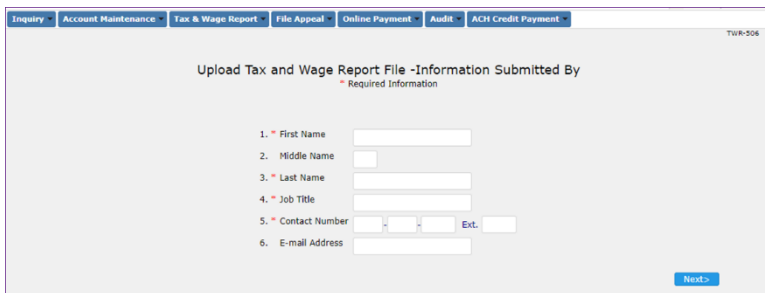 Inquiry Account Maintenance Tax & Wage Report File Appeal Online Payment Audit ACH Credit Payment
TWR-506
Upload Tax and Wage Report File -Information Submitted By
* Required Information
1. * First Name
2. Middle Name
3. * Last Name
4. * Job Title
5. * Contact Number - - Ext.
6. E-mail Address
Next>